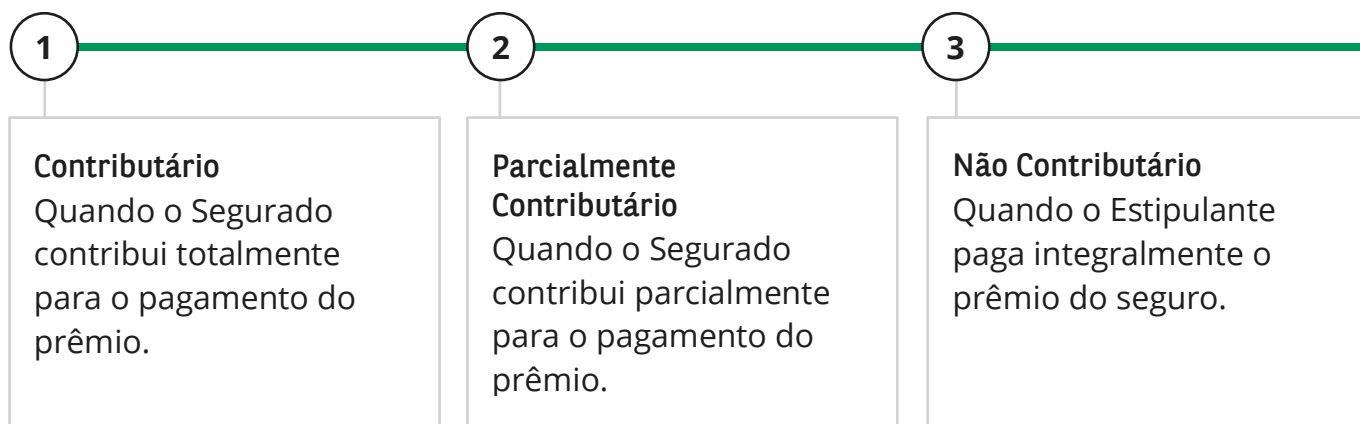 1
2
3
Contributário
Quando o Segurado
contribui totalmente
para o pagamento do
prêmio.
Parcialmente
Contributário
Quando o Segurado
contribui parcialmente
para o pagamento do
prêmio.
Não Contributário
Quando o Estipulante
paga integralmente o
prêmio do seguro.